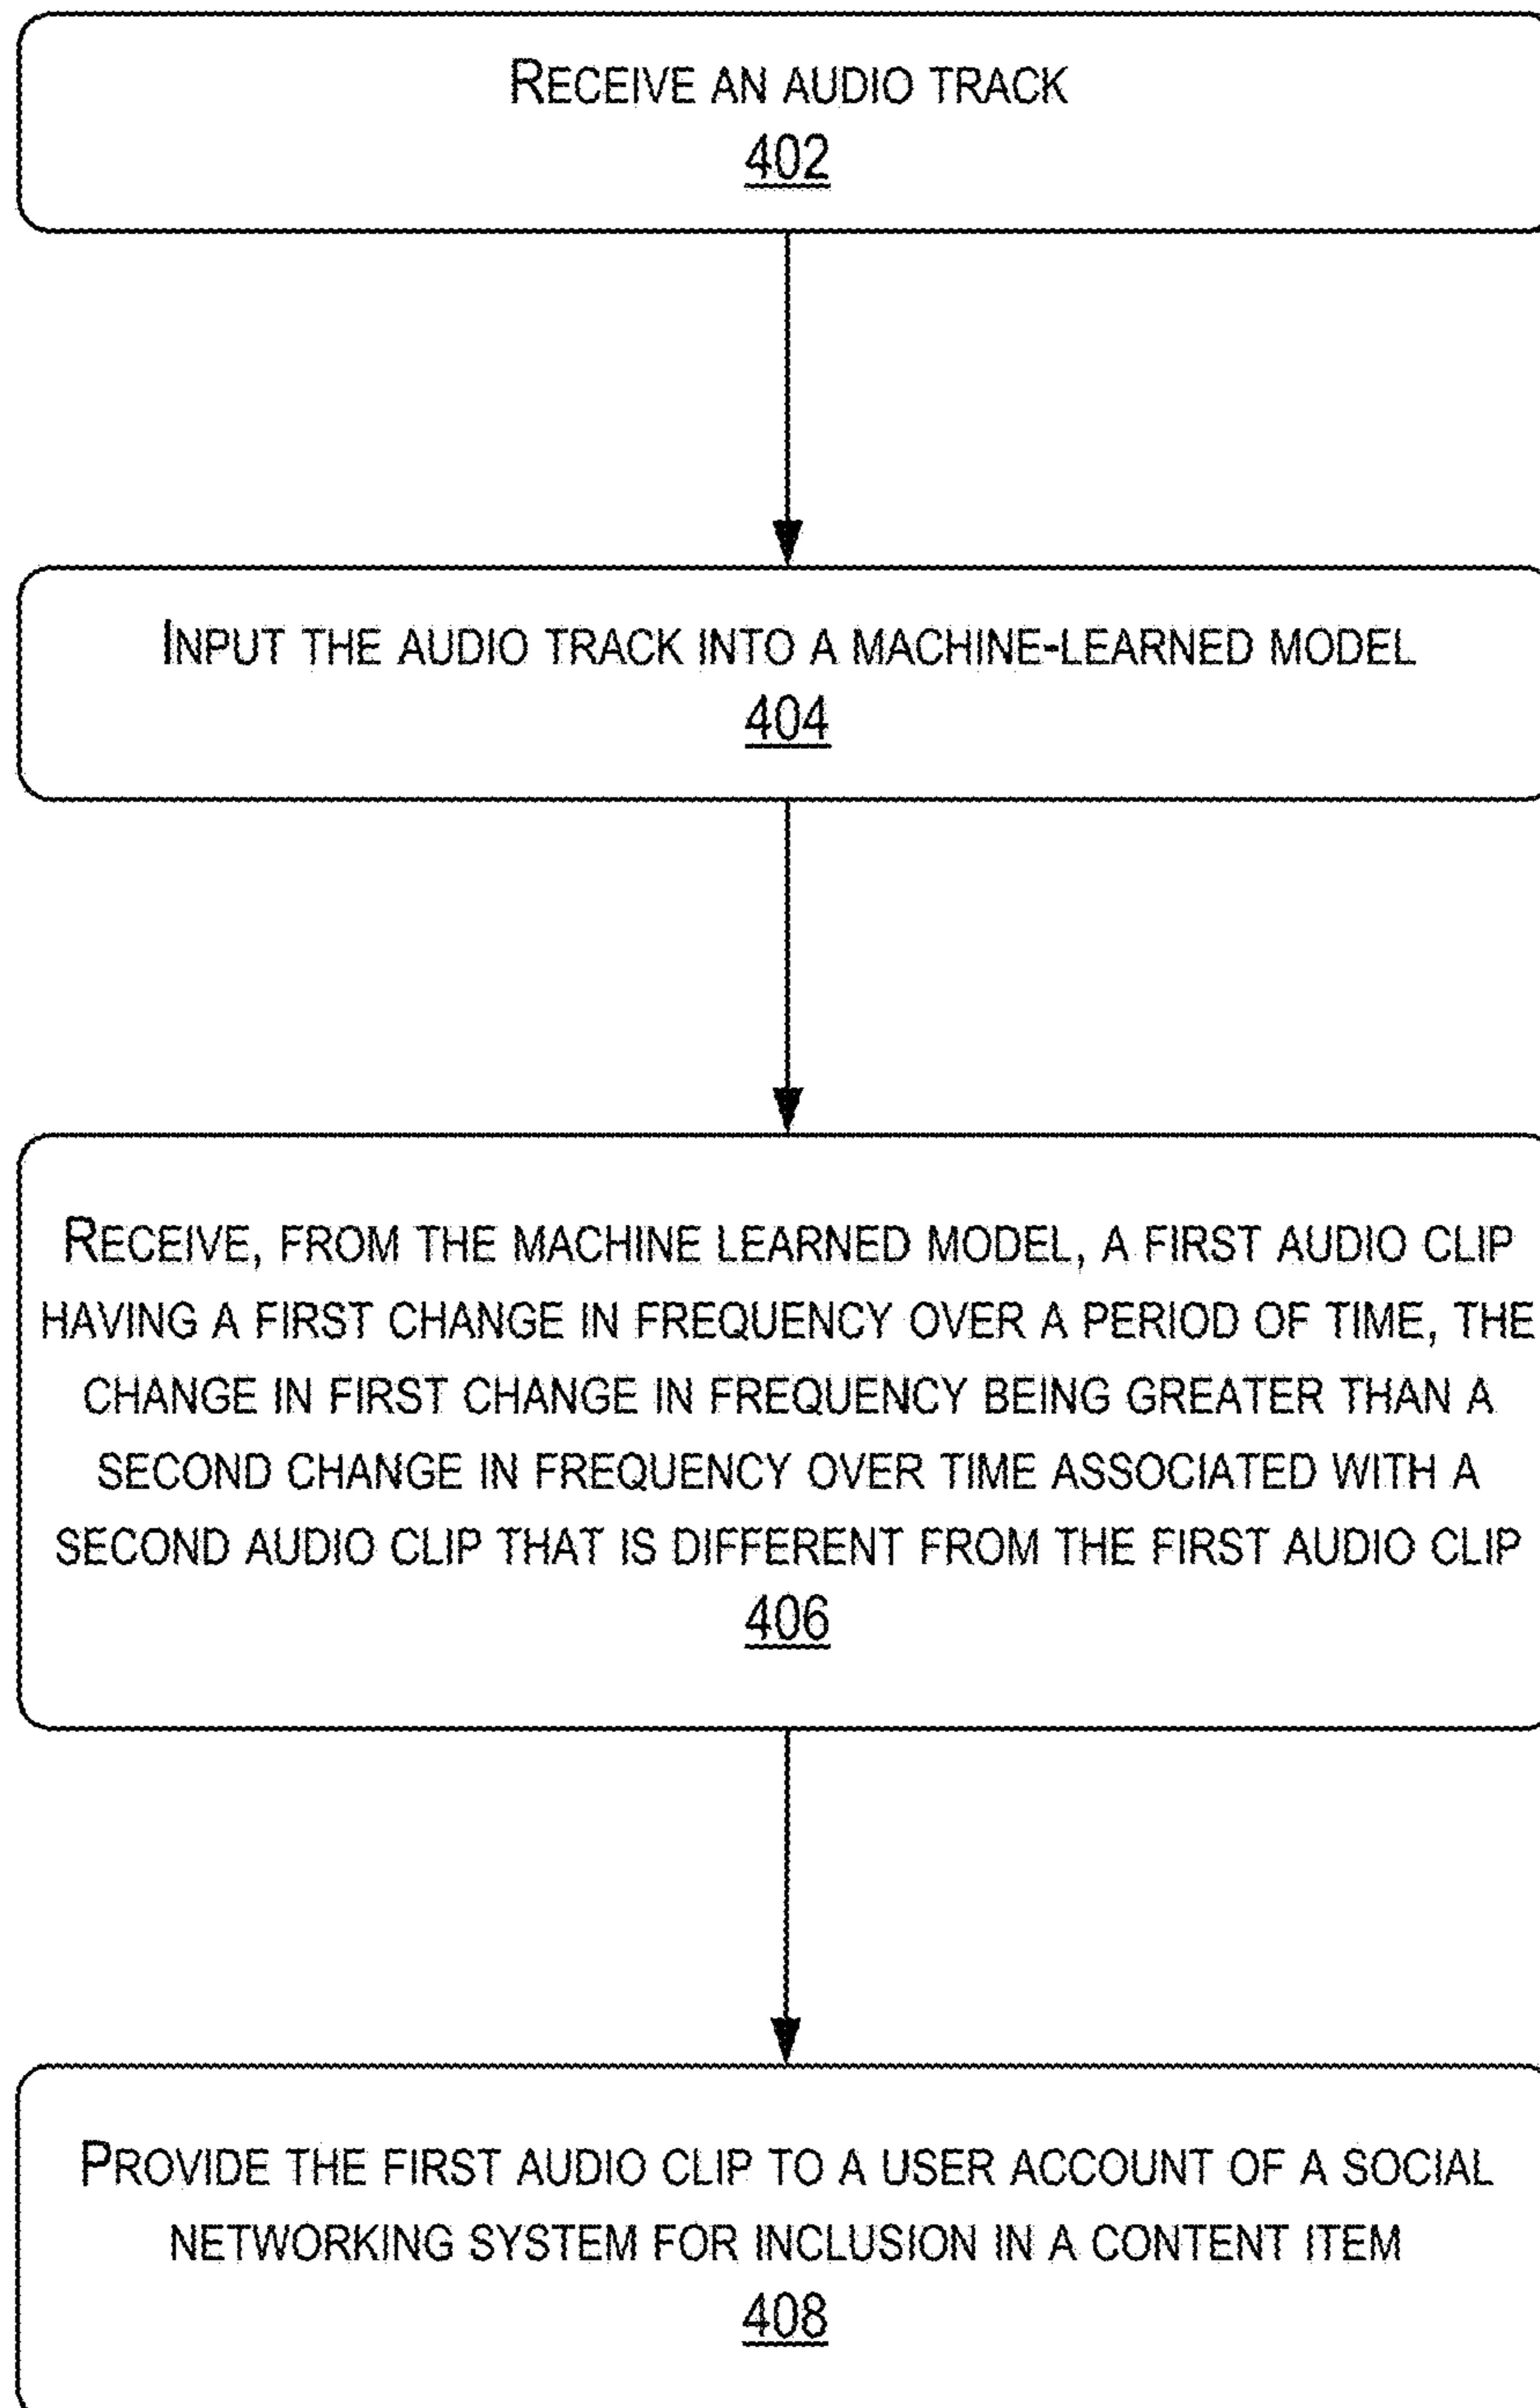 RECEIVE AN AUDIO TRACK
402
INPUT THE AUDIO TRACK INTO A MACHINE-LEARNED MODEL
404
RECEIVE, FROM THE MACHINE LEARNED MODEL, A FIRST AUDIO CLIP
HAVING A FIRST CHANGE IN FREQUENCY OVER A PERIOD OF TIME, THE
CHANGE IN FIRST CHANGE IN FREQUENCY BEING GREATER THAN A
SECOND CHANGE IN FREQUENCY OVER TIME ASSOCIATED WITH A
SECOND AUDIO CLIP THAT IS DIFFERENT FROM THE FIRST AUDIO CLIP
406
PROVIDE THE FIRST AUDIO CLIP TO A USER ACCOUNT OF A SOCIAL
NETWORKING SYSTEM FOR INCLUSION IN A CONTENT ITEM
408